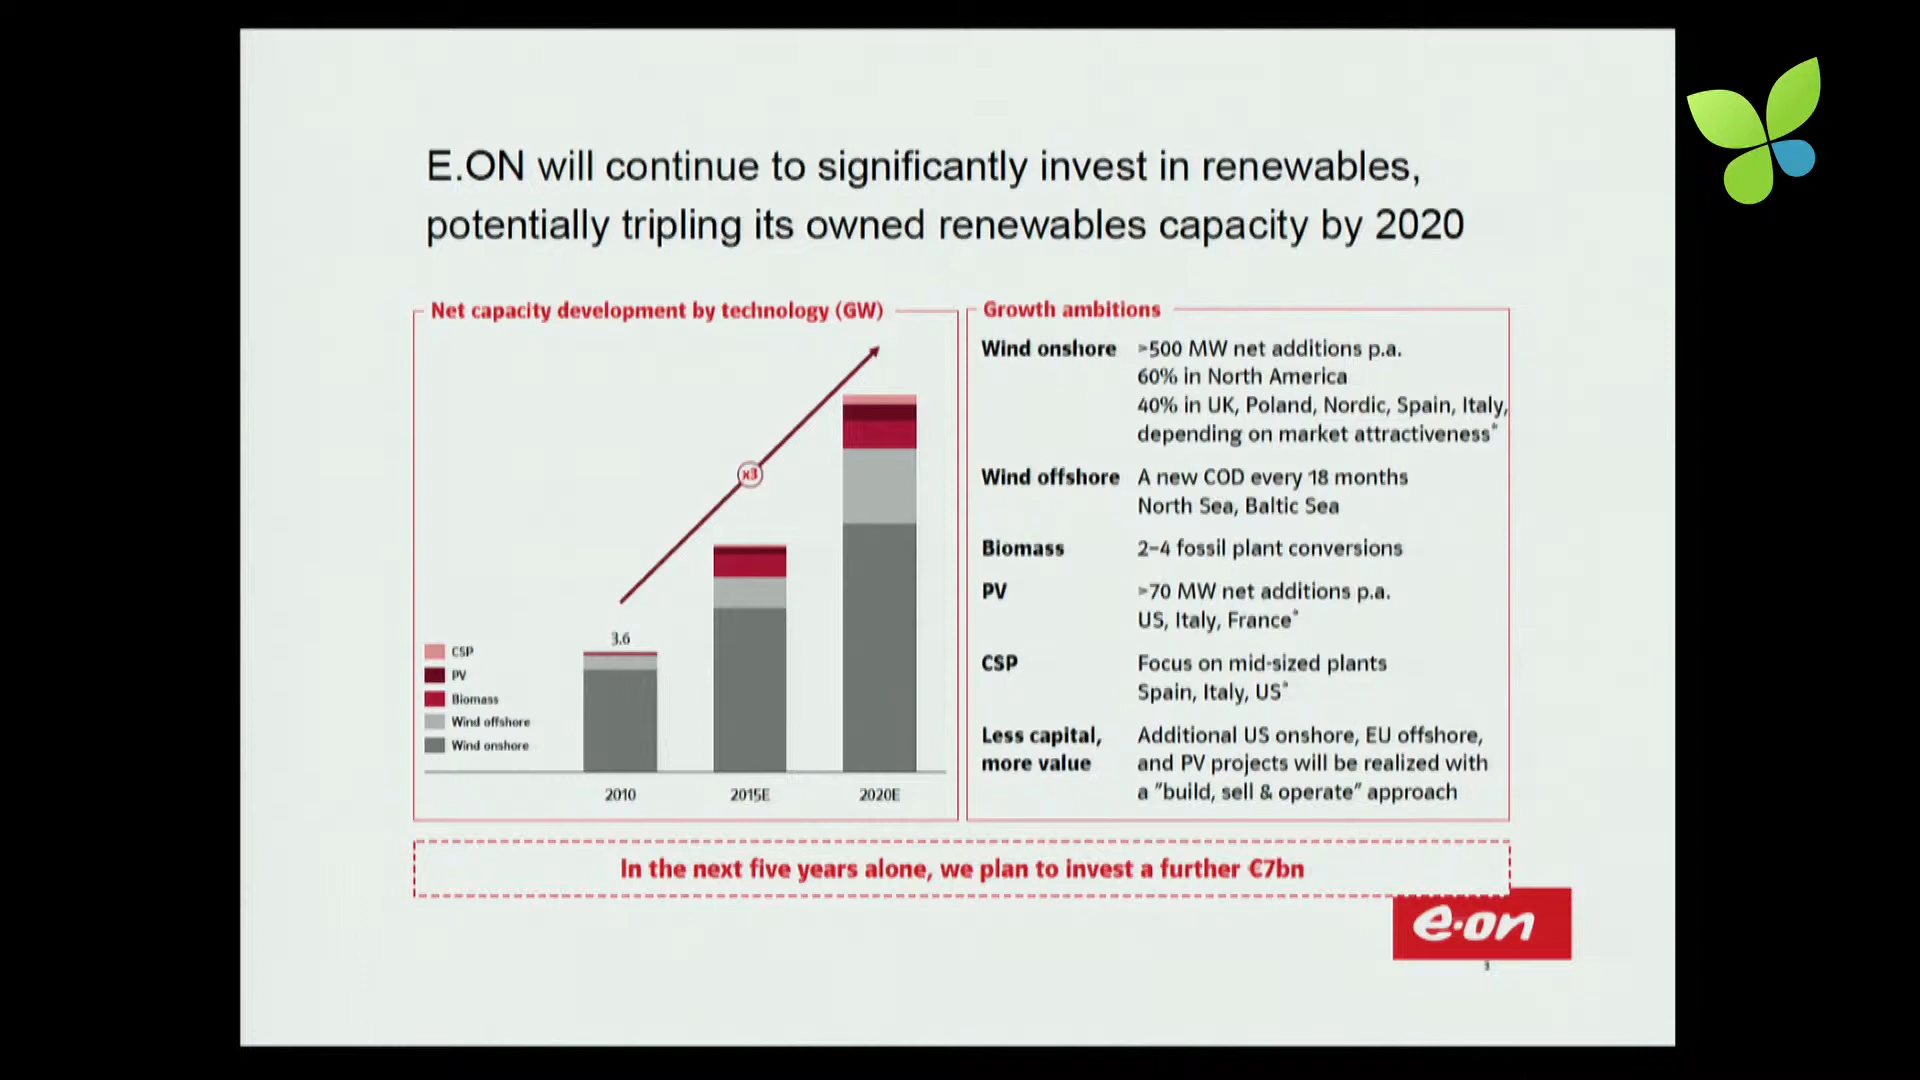 E.ON will continue to significantly invest in renewables,
potentially tripling its owned renewables capacity by 2020
Net capacity development by technology (GW)
x3
3.6
CSP
PV
Biomass
Wind offshore
Wind onshore
2010
2015E
2020E
Growth ambitions
Wind onshore >500 MW net additions p.a.
60% in North America
40% in UK, Poland, Nordic, Spain, Italy,
depending on market attractiveness*
Wind offshore A new COD every 18 months
North Sea, Baltic Sea
Biomass 2–4 fossil plant conversions
PV >70 MW net additions p.a.
US, Italy, France*
CSP Focus on mid-sized plants
Spain, Italy, US*
Less capital, Additional US onshore, EU offshore,
more value and PV projects will be realized with
a "build, sell & operate" approach
In the next five years alone, we plan to invest a further €7bn
e·on
3